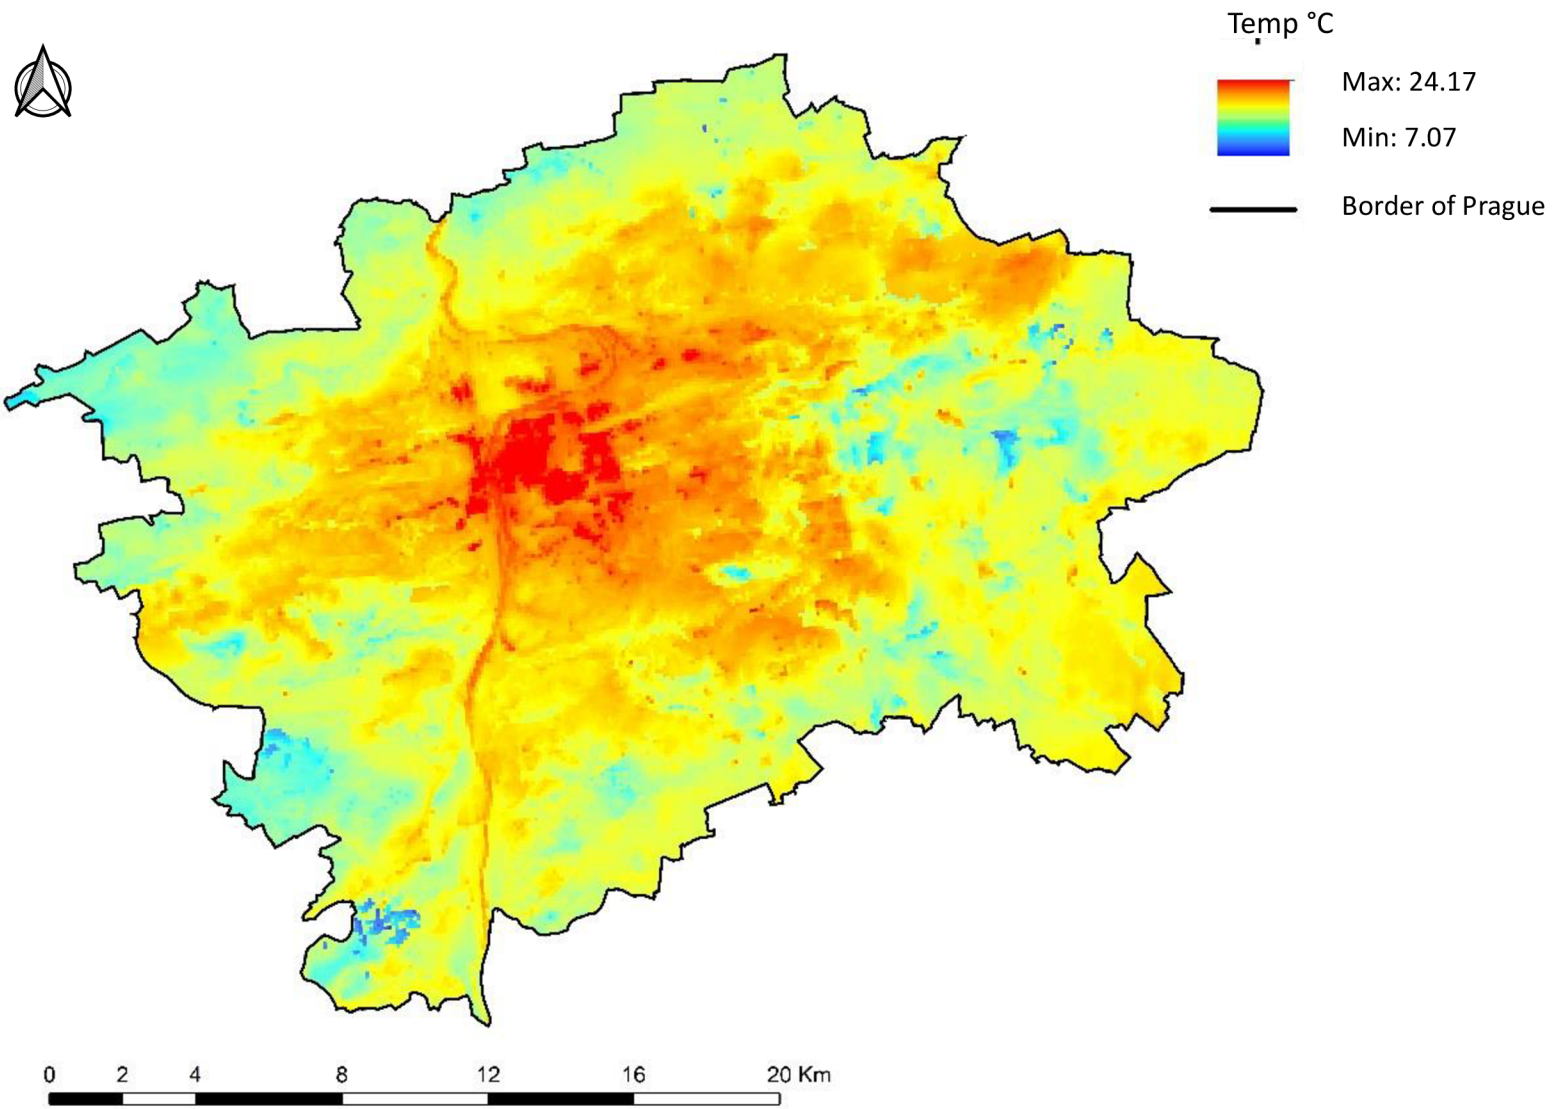 Temp °C
Max: 24.17
Min: 7.07
Border of Prague
0 2 4 8 12 16 20 Km